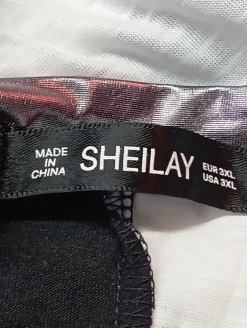 MADE
IN
CHINA
SHEILAY
EUR 3XL
USA 3XL